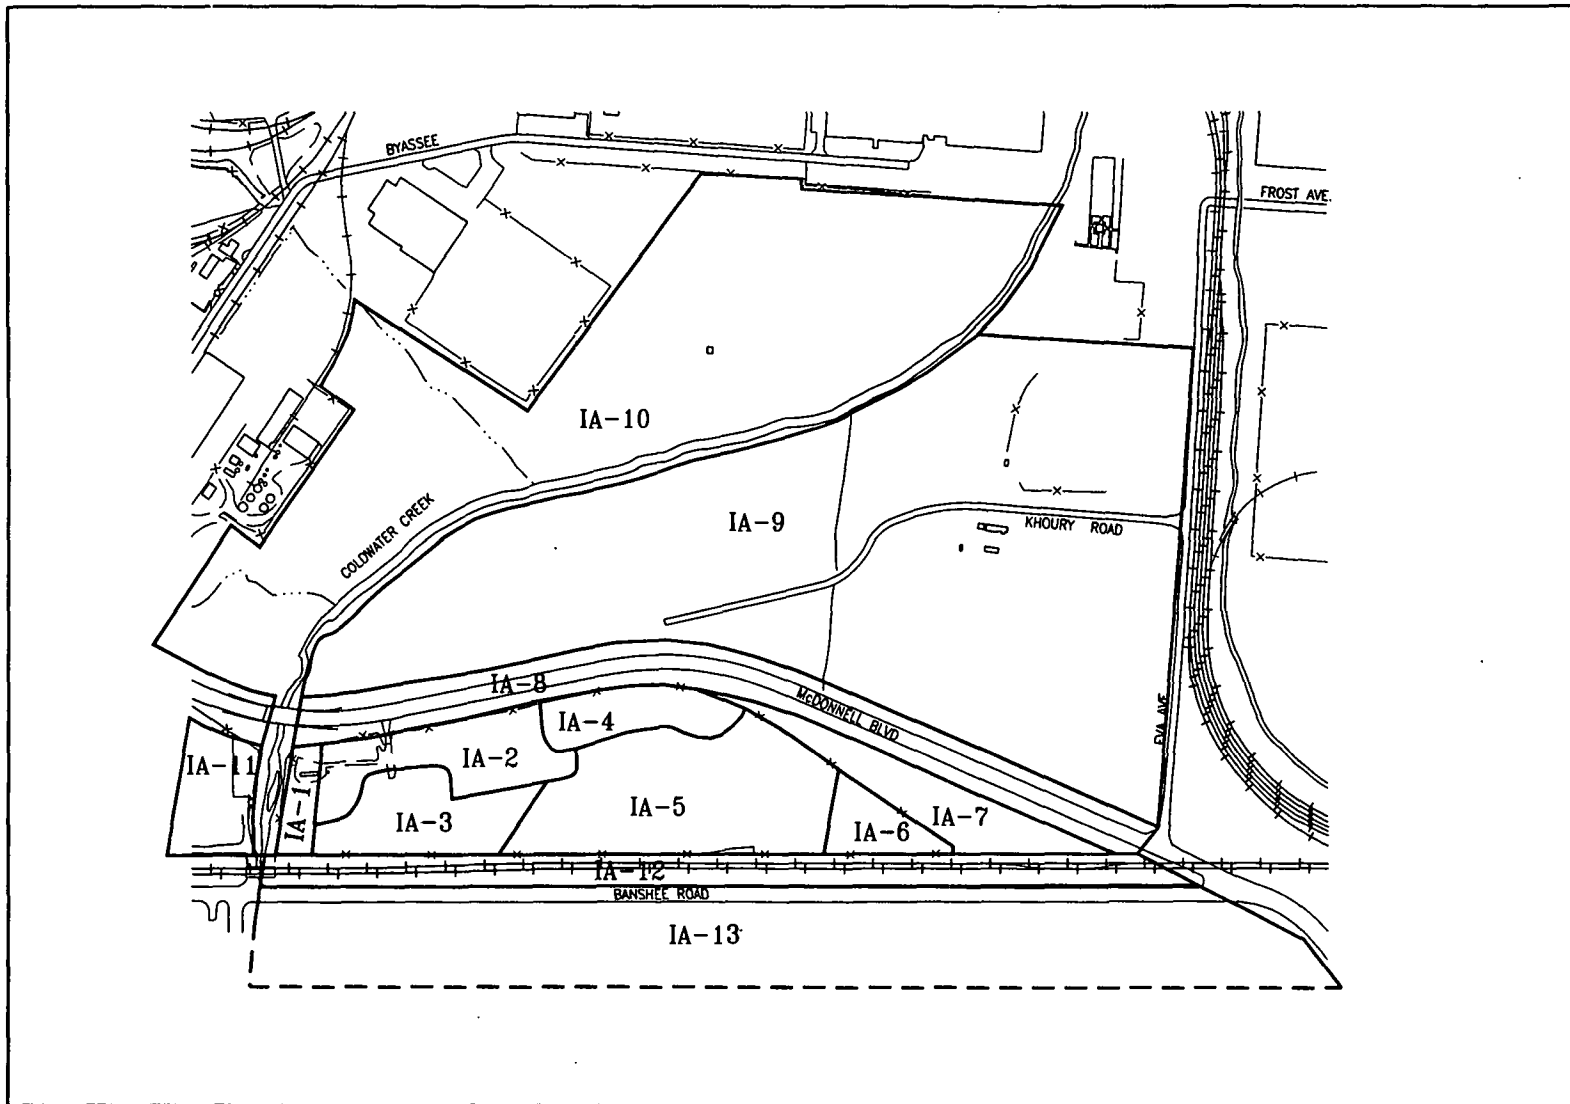 BYASSEE
FROST AVE.
IA-10
COLDWATER CREEK
IA-9
KHOURY ROAD
IA-8
McDONNELL BLVD
EVA AVE
IA-4
IA-2
IA-11
IA-1
IA-3
IA-5
IA-6
IA-7
IA-12
BANSHEE ROAD
IA-13